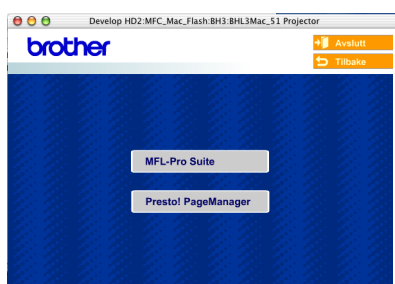 Develop HD2:MFC_Mac_Flash:BH3:BHL3Mac_51 Projector
brother
Avslutt
Tilbake
MFL-Pro Suite
Presto! PageManager